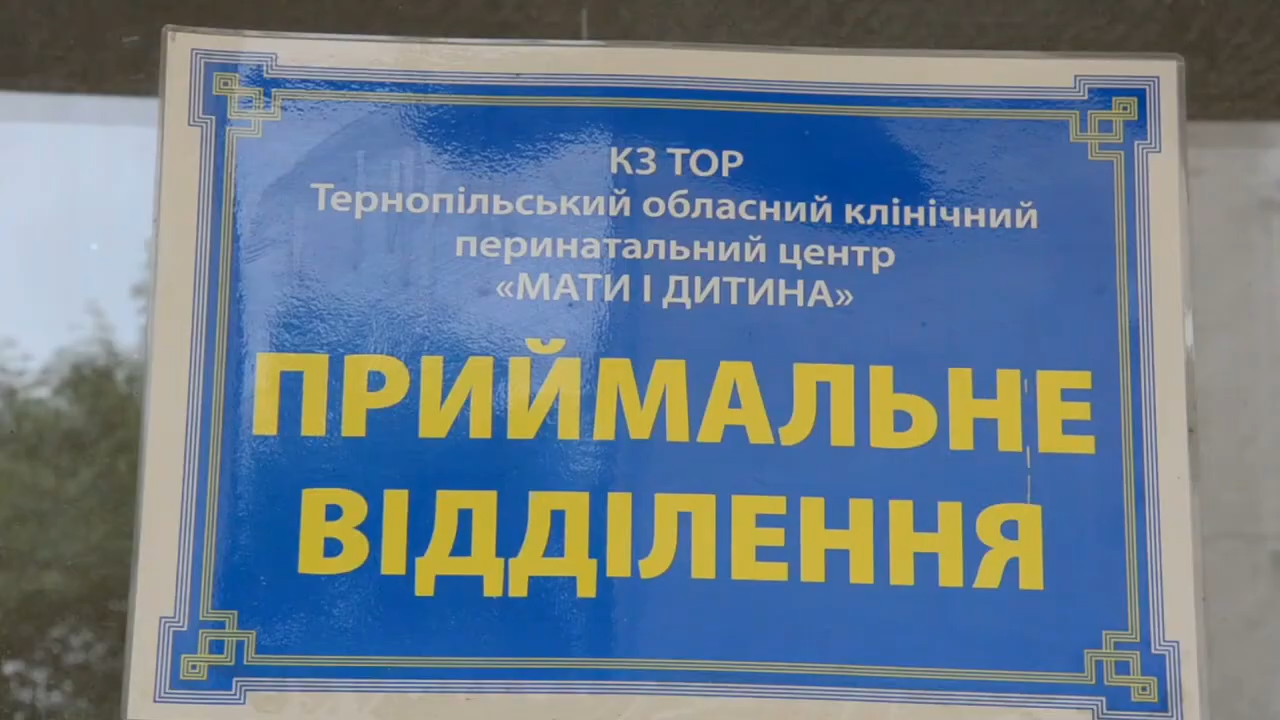 КЗ ТОР
Тернопільський обласний клінічний
перинатальний центр
«МАТИ І ДИТИНА»
ПРИЙМАЛЬНЕ
ВІДДІЛЕННЯ